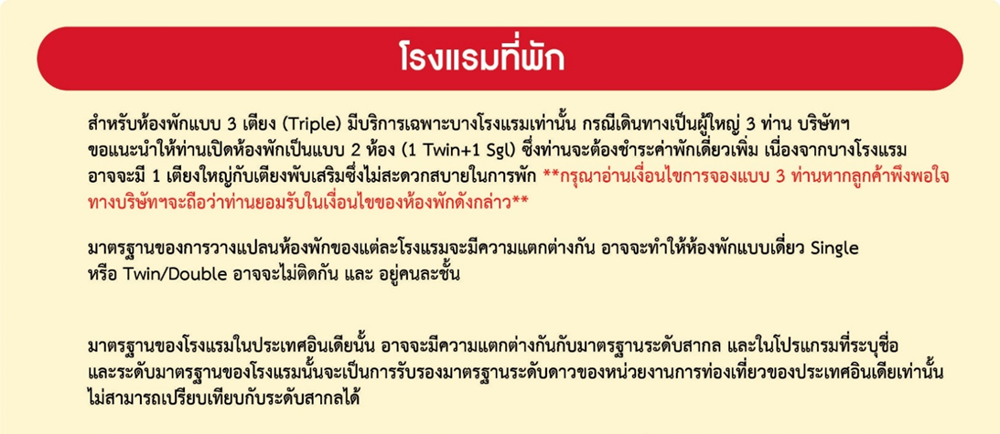 โรงแรมที่พัก
สำหรับห้องพักแบบ 3 เตียง (Triple) มีบริการเฉพาะบางโรงแรมเท่านั้น กรณีเดินทางเป็นผู้ใหญ่ 3 ท่าน บริษัทฯ
ขอแนะนำให้ท่านเปิดห้องพักเป็นแบบ 2 ห้อง (1 Twin+1 Sgl) ซึ่งท่านจะต้องชำระค่าพักเดี่ยวเพิ่ม เนื่องจากบางโรงแรม
อาจจะมี 1 เตียงใหญ่กับเตียงพับเสริมซึ่งไม่สะดวกสบายในการพัก **กรุณาอ่านเงื่อนไขการจองแบบ 3 ท่านหากลูกค้าพึงพอใจ
ทางบริษัทฯจะถือว่าท่านยอมรับในเงื่อนไขของห้องพักดังกล่าว**
มาตรฐานของการวางแปลนห้องพักของแต่ละโรงแรมจะมีความแตกต่างกัน อาจจะทำให้ห้องพักแบบเดี่ยว Single
หรือ Twin/Double อาจจะไม่ติดกัน และ อยู่คนละชั้น
มาตรฐานของโรงแรมในประเทศอินเดียนั้น อาจจะมีความแตกต่างกันกับมาตรฐานระดับสากล และในโปรแกรมที่ระบุชื่อ
และระดับมาตรฐานของโรงแรมนั้นจะเป็นการรับรองมาตรฐานระดับดาวของหน่วยงานการท่องเที่ยวของประเทศอินเดียเท่านั้น
ไม่สามารถเปรียบเทียบกับระดับสากลได้